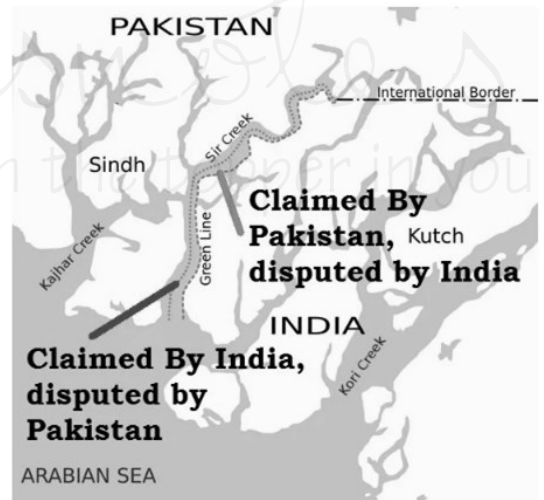 PAKISTAN
International Border
Sir Creek
Sindh
Claimed By
Pakistan,
disputed by India
Kutch
Kajhar Creek
Green Line
INDIA
Claimed By India,
disputed by
Pakistan
Kori Creek
ARABIAN SEA